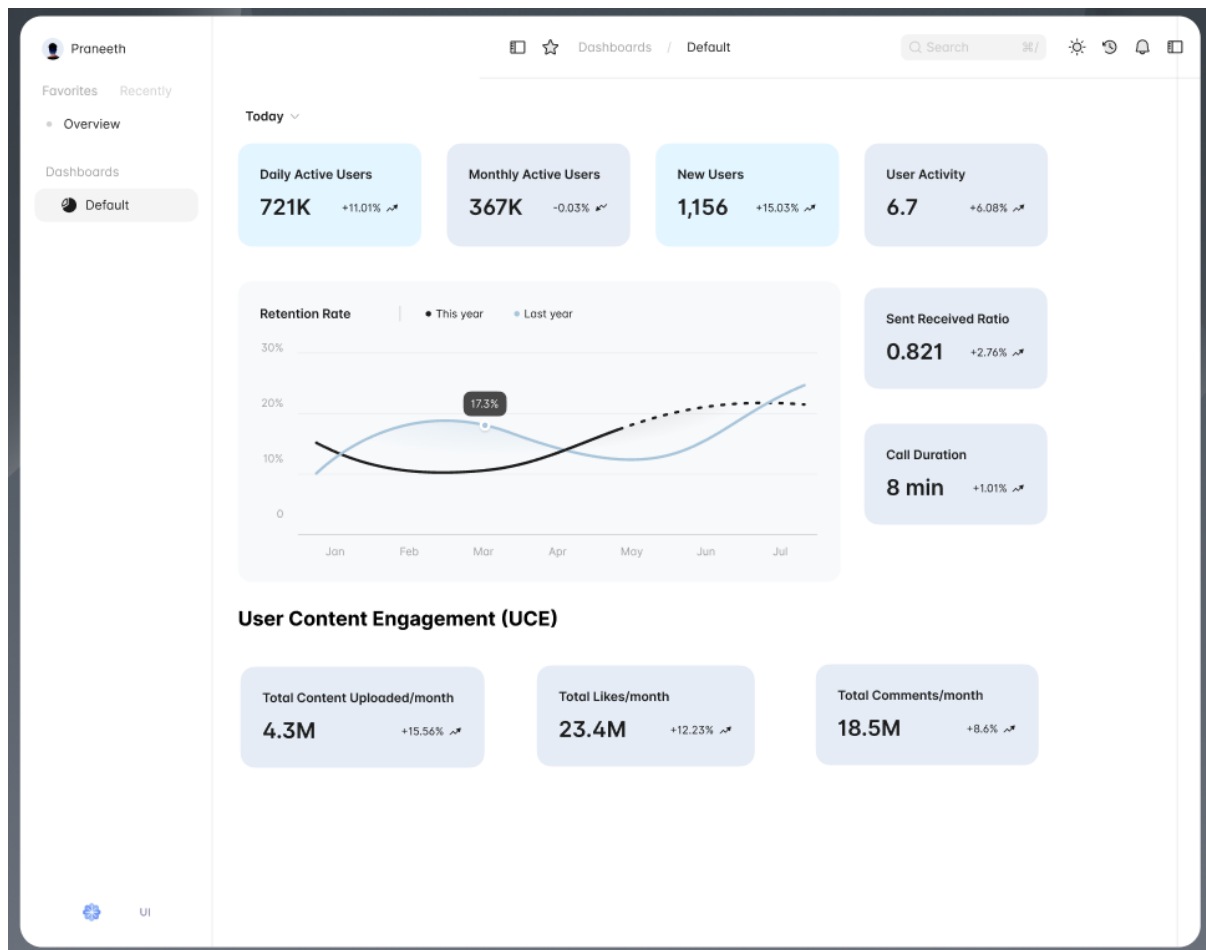 Praneeth
Dashboards / Default
Search ⌘/
Favorites Recently
Overview
Dashboards
Default
Today
Daily Active Users
721K +11.01%
Monthly Active Users
367K -0.03%
New Users
1,156 +15.03%
User Activity
6.7 +6.08%
Retention Rate
This year
Last year
30%
20%
10%
0
17.3%
Jan Feb Mar Apr May Jun Jul
Sent Received Ratio
0.821 +2.76%
Call Duration
8 min +1.01%
User Content Engagement (UCE)
Total Content Uploaded/month
4.3M +15.56%
Total Likes/month
23.4M +12.23%
Total Comments/month
18.5M +8.6%
UI